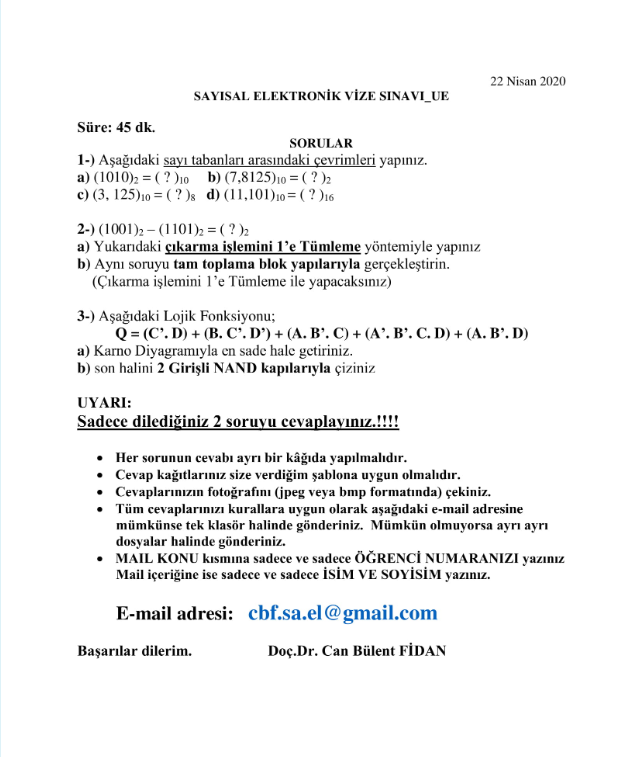 22 Nisan 2020
SAYISAL ELEKTRONİK VİZE SINAVI_UE
Süre: 45 dk.
SORULAR
1-) Aşağıdaki sayı tabanları arasındaki çevrimleri yapınız.
a) (1010)₂ = ( ? )₁₀ b) (7,8125)₁₀ = ( ? )₂
c) (3, 125)₁₀ = ( ? )₈ d) (11,101)₁₀ = ( ? )₁₆
2-) (1001)₂ – (1101)₂ = ( ? )₂
a) Yukarıdaki çıkarma işlemini 1’e Tümleme yöntemiyle yapınız
b) Aynı soruyu tam toplama blok yapılarıyla gerçekleştirin.
(Çıkarma işlemini 1’e Tümleme ile yapacaksınız)
3-) Aşağıdaki Lojik Fonksiyonu;
Q = (C’. D) + (B. C’. D’) + (A. B’. C) + (A’. B’. C. D) + (A. B’. D)
a) Karno Diyagramıyla en sade hale getiriniz.
b) son halini 2 Girişli NAND kapılarıyla çiziniz
UYARI:
Sadece dilediğiniz 2 soruyu cevaplayınız.!!!!
• Her sorunun cevabı ayrı bir kâğıda yapılmalıdır.
• Cevap kağıtlarınız size verdiğim şablona uygun olmalıdır.
• Cevaplarınızın fotoğrafını (jpeg veya bmp formatında) çekiniz.
• Tüm cevaplarınızı kurallara uygun olarak aşağıdaki e-mail adresine
mümkünse tek klasör halinde gönderiniz. Mümkün olmuyorsa ayrı ayrı
dosyalar halinde gönderiniz.
• MAIL KONU kısmına sadece ve sadece ÖĞRENCİ NUMARANIZI yazınız
Mail içeriğine ise sadece ve sadece İSİM VE SOYİSİM yazınız.
E-mail adresi: cbf.sa.el@gmail.com
Başarılar dilerim. Doç.Dr. Can Bülent FİDAN